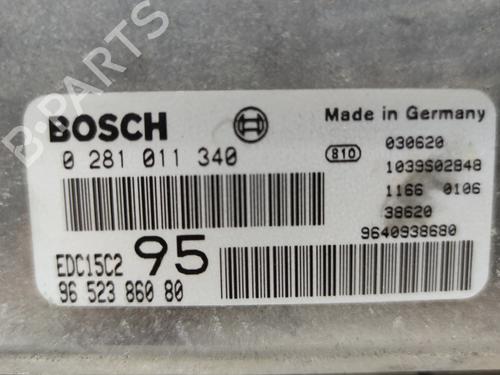 B-PARTS
BOSCH
Made in Germany
0 281 011 340
810
030620
1039S02848
1166 0106
38620
9640938680
EDC15C2 95
96 523 860 80